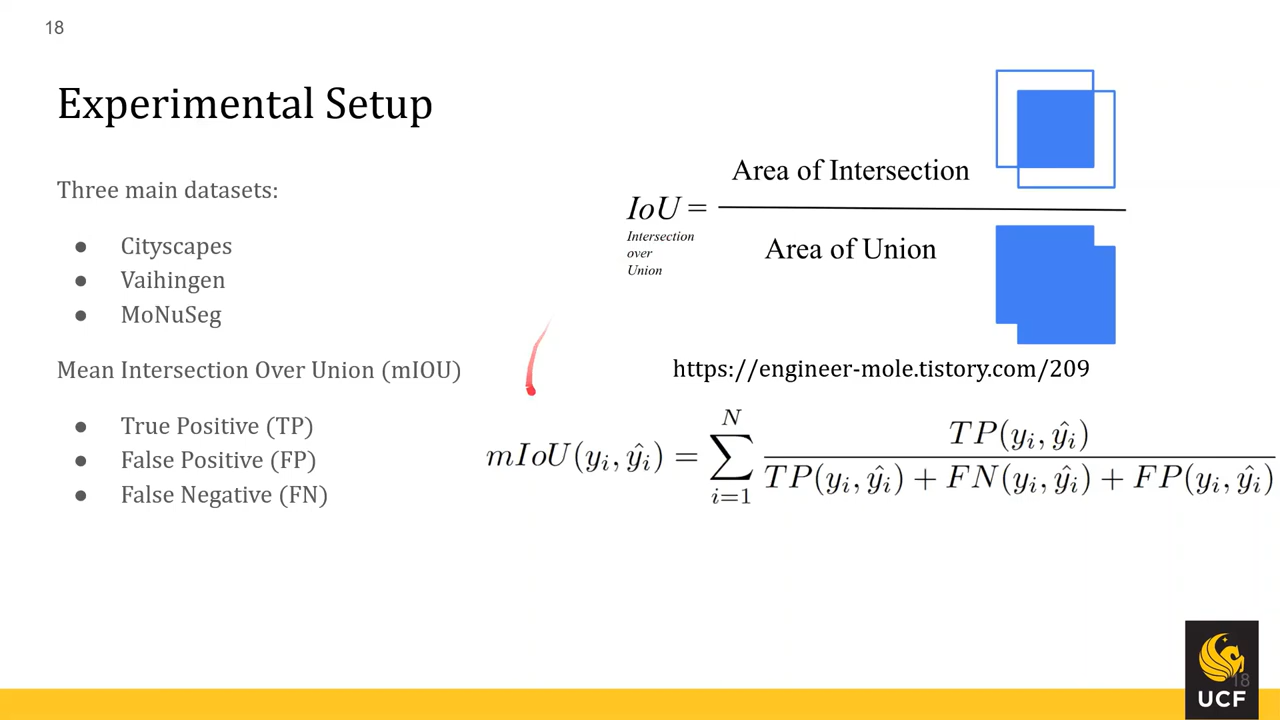 18
Experimental Setup
Three main datasets:
● Cityscapes
● Vaihingen
● MoNuSeg
Mean Intersection Over Union (mIOU)
● True Positive (TP)
● False Positive (FP)
● False Negative (FN)
IoU =
Intersection
over
Union
Area of Intersection
Area of Union
https://engineer-mole.tistory.com/209
mIoU(yᵢ, ŷᵢ) = ∑ᵢ₌₁ᴺ TP(yᵢ, ŷᵢ) / TP(yᵢ, ŷᵢ) + FN(yᵢ, ŷᵢ) + FP(yᵢ, ŷᵢ)
18
UCF